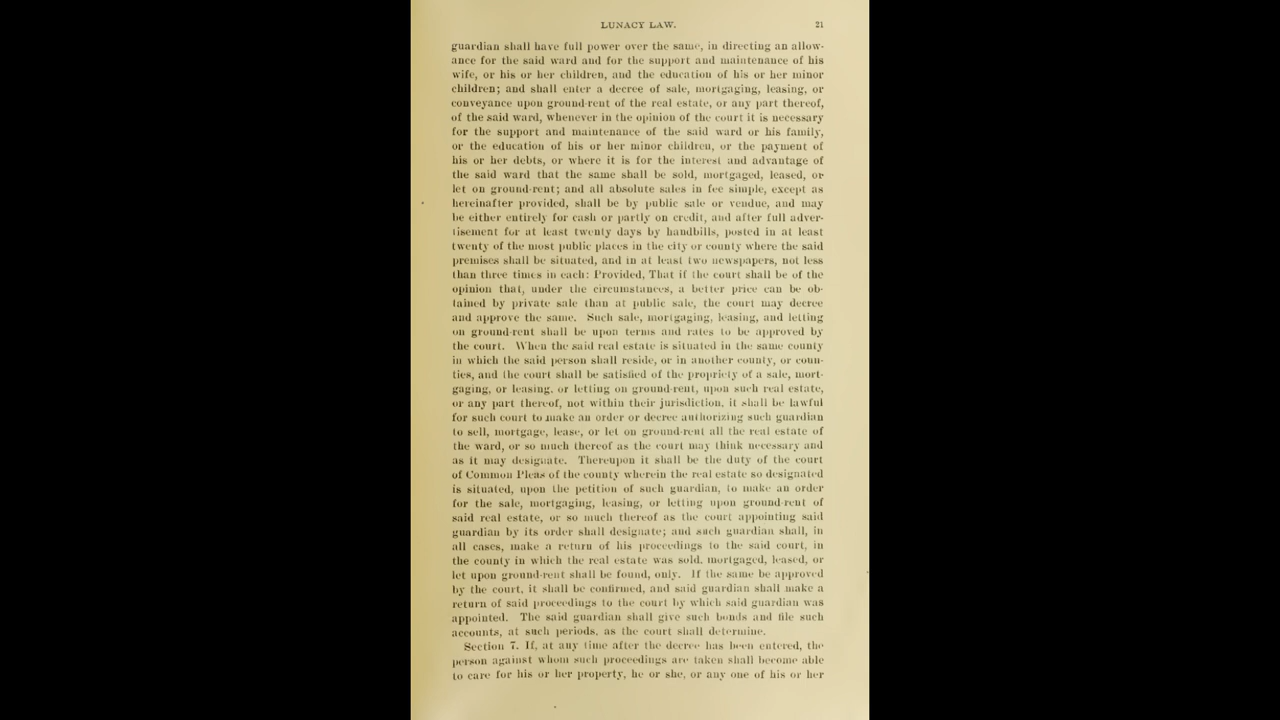 LUNACY LAW. 21
guardian shall have full power over the same, in directing an allow-
ance for the said ward and for the support and maintenance of his
wife, or his or her children, and the education of his or her minor
children; and shall enter a decree of sale, mortgaging, leasing, or
conveyance upon ground-rent of the real estate, or any part thereof,
of the said ward, whenever in the opinion of the court it is necessary
for the support and maintenance of the said ward or his family,
or the education of his or her minor children, or the payment of
his or her debts, or where it is for the interest and advantage of
the said ward that the same shall be sold, mortgaged, leased, or
let on ground-rent; and all absolute sales in fee simple, except as
hereinafter provided, shall be by public sale or vendue, and may
be either entirely for cash or partly on credit, and after full adver-
tisement for at least twenty days by handbills, posted in at least
twenty of the most public places in the city or county where the said
premises shall be situated, and in at least two newspapers, not less
than three times in each: Provided, That if the court shall be of the
opinion that, under the circumstances, a better price can be ob-
tained by private sale than at public sale, the court may decree
and approve the same. Such sale, mortgaging, leasing, and letting
on ground-rent shall be upon terms and rates to be approved by
the court. When the said real estate is situated in the same county
in which the said person shall reside, or in another county, or coun-
ties, and the court shall be satisfied of the propriety of a sale, mort-
gaging, or leasing, or letting on ground-rent, upon such real estate,
or any part thereof, not within their jurisdiction, it shall be lawful
for such court to make an order or decree authorizing such guardian
to sell, mortgage, lease, or let on ground-rent all the real estate of
the ward, or so much thereof as the court may think necessary and
as it may designate. Thereupon it shall be the duty of the court
of Common Pleas of the county wherein the real estate so designated
is situated, upon the petition of such guardian, to make an order
for the sale, mortgaging, leasing, or letting upon ground-rent of
said real estate, or so much thereof as the court appointing said
guardian by its order shall designate; and such guardian shall, in
all cases, make a return of his proceedings to the said court, in
the county in which the real estate was sold, mortgaged, leased, or
let upon ground-rent shall be found, only. If the same be approved
by the court, it shall be confirmed, and said guardian shall make a
return of said proceedings to the court by which said guardian was
appointed. The said guardian shall give such bonds and file such
accounts, at such periods, as the court shall determine.
Section 7. If, at any time after the decree has been entered, the
person against whom such proceedings are taken shall become able
to care for his or her property, he or she, or any one of his or her